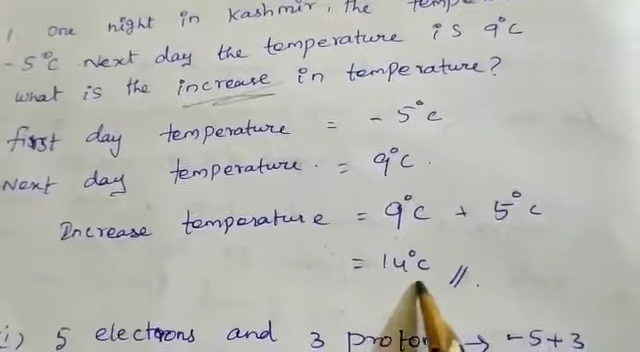 1. one night in Kashmir, the tempe
-5°C Next day the temperature is 9°C
what is the increase in temperature?
first day temperature = -5°C
Next day temperature. = 9°C.
Increase temperature = 9°C + 5°C
= 14°C //.
i) 5 electrons and 3 proton → -5+3